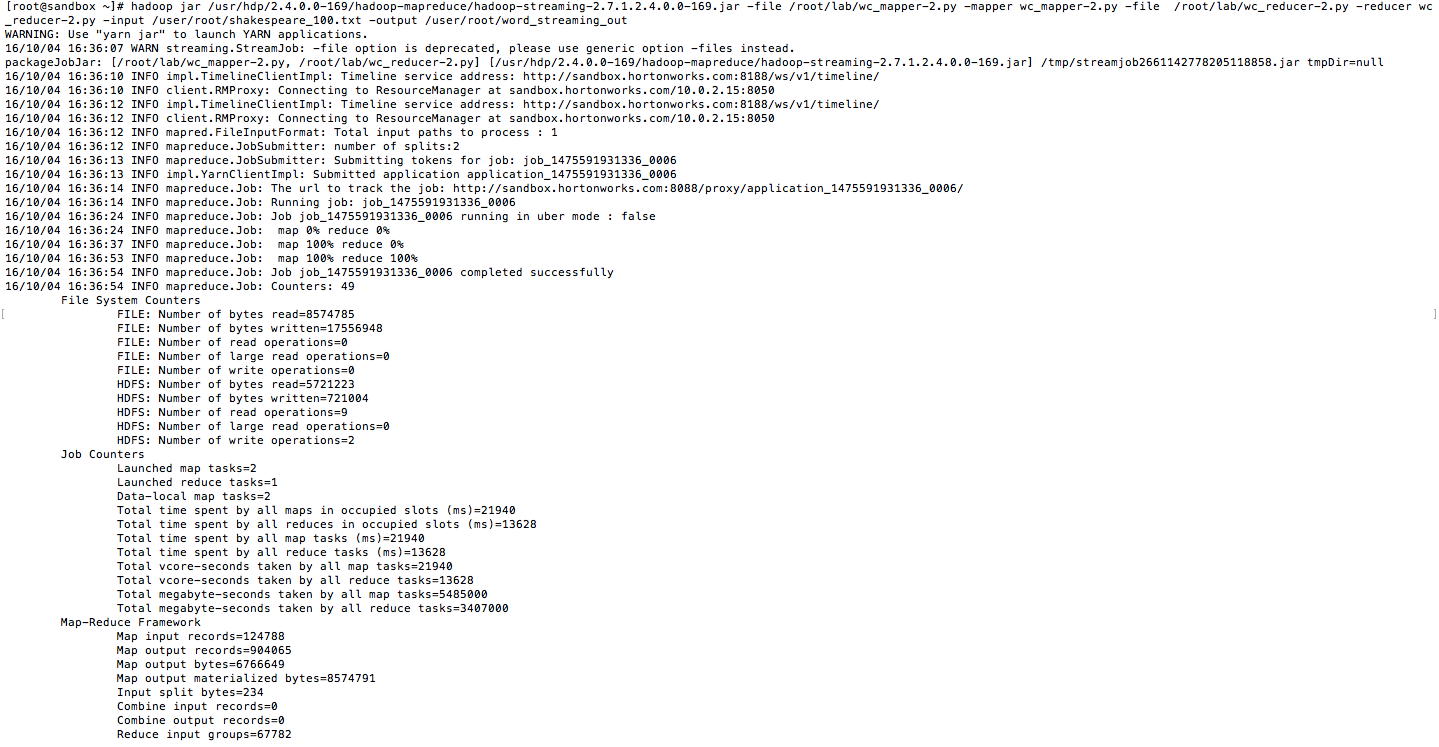 [root@sandbox ~]# hadoop jar /usr/hdp/2.4.0.0-169/hadoop-mapreduce/hadoop-streaming-2.7.1.2.4.0.0-169.jar -file /root/lab/wc_mapper-2.py -mapper wc_mapper-2.py -file  /root/lab/wc_reducer-2.py -reducer wc
_reducer-2.py -input /user/root/shakespeare_100.txt -output /user/root/word_streaming_out
WARNING: Use "yarn jar" to launch YARN applications.
16/10/04 16:36:07 WARN streaming.StreamJob: -file option is deprecated, please use generic option -files instead.
packageJobJar: [/root/lab/wc_mapper-2.py, /root/lab/wc_reducer-2.py] [/usr/hdp/2.4.0.0-169/hadoop-mapreduce/hadoop-streaming-2.7.1.2.4.0.0-169.jar] /tmp/streamjob2661142778205118858.jar tmpDir=null
16/10/04 16:36:10 INFO impl.TimelineClientImpl: Timeline service address: http://sandbox.hortonworks.com:8188/ws/v1/timeline/
16/10/04 16:36:10 INFO client.RMProxy: Connecting to ResourceManager at sandbox.hortonworks.com/10.0.2.15:8050
16/10/04 16:36:12 INFO impl.TimelineClientImpl: Timeline service address: http://sandbox.hortonworks.com:8188/ws/v1/timeline/
16/10/04 16:36:12 INFO client.RMProxy: Connecting to ResourceManager at sandbox.hortonworks.com/10.0.2.15:8050
16/10/04 16:36:12 INFO mapred.FileInputFormat: Total input paths to process : 1
16/10/04 16:36:12 INFO mapreduce.JobSubmitter: number of splits:2
16/10/04 16:36:13 INFO mapreduce.JobSubmitter: Submitting tokens for job: job_1475591931336_0006
16/10/04 16:36:13 INFO impl.YarnClientImpl: Submitted application application_1475591931336_0006
16/10/04 16:36:14 INFO mapreduce.Job: The url to track the job: http://sandbox.hortonworks.com:8088/proxy/application_1475591931336_0006/
16/10/04 16:36:14 INFO mapreduce.Job: Running job: job_1475591931336_0006
16/10/04 16:36:24 INFO mapreduce.Job: Job job_1475591931336_0006 running in uber mode : false
16/10/04 16:36:24 INFO mapreduce.Job:  map 0% reduce 0%
16/10/04 16:36:37 INFO mapreduce.Job:  map 100% reduce 0%
16/10/04 16:36:53 INFO mapreduce.Job:  map 100% reduce 100%
16/10/04 16:36:54 INFO mapreduce.Job: Job job_1475591931336_0006 completed successfully
16/10/04 16:36:54 INFO mapreduce.Job: Counters: 49
File System Counters
[ FILE: Number of bytes read=8574785 ]
FILE: Number of bytes written=17556948
FILE: Number of read operations=0
FILE: Number of large read operations=0
FILE: Number of write operations=0
HDFS: Number of bytes read=5721223
HDFS: Number of bytes written=721004
HDFS: Number of read operations=9
HDFS: Number of large read operations=0
HDFS: Number of write operations=2
Job Counters
Launched map tasks=2
Launched reduce tasks=1
Data-local map tasks=2
Total time spent by all maps in occupied slots (ms)=21940
Total time spent by all reduces in occupied slots (ms)=13628
Total time spent by all map tasks (ms)=21940
Total time spent by all reduce tasks (ms)=13628
Total vcore-seconds taken by all map tasks=21940
Total vcore-seconds taken by all reduce tasks=13628
Total megabyte-seconds taken by all map tasks=5485000
Total megabyte-seconds taken by all reduce tasks=3407000
Map-Reduce Framework
Map input records=124788
Map output records=904065
Map output bytes=6766649
Map output materialized bytes=8574791
Input split bytes=234
Combine input records=0
Combine output records=0
Reduce input groups=67782